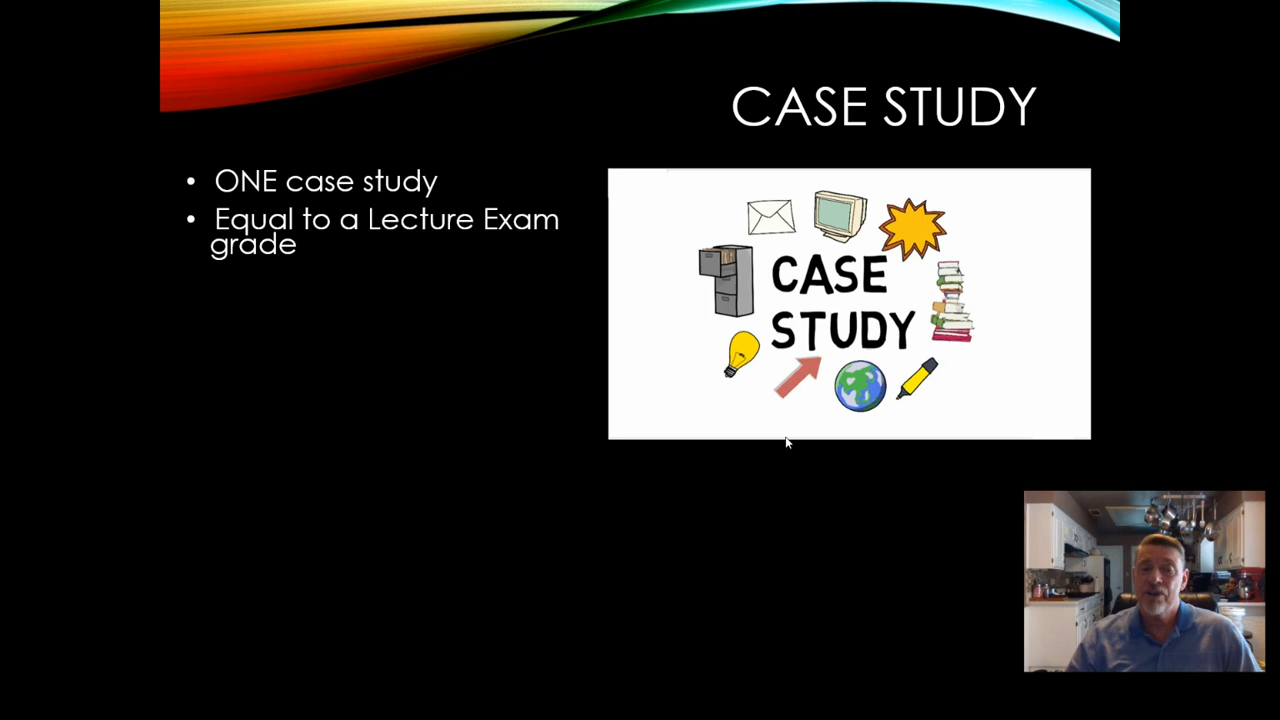 CASE STUDY
• ONE case study
• Equal to a Lecture Exam
grade
CASE
STUDY